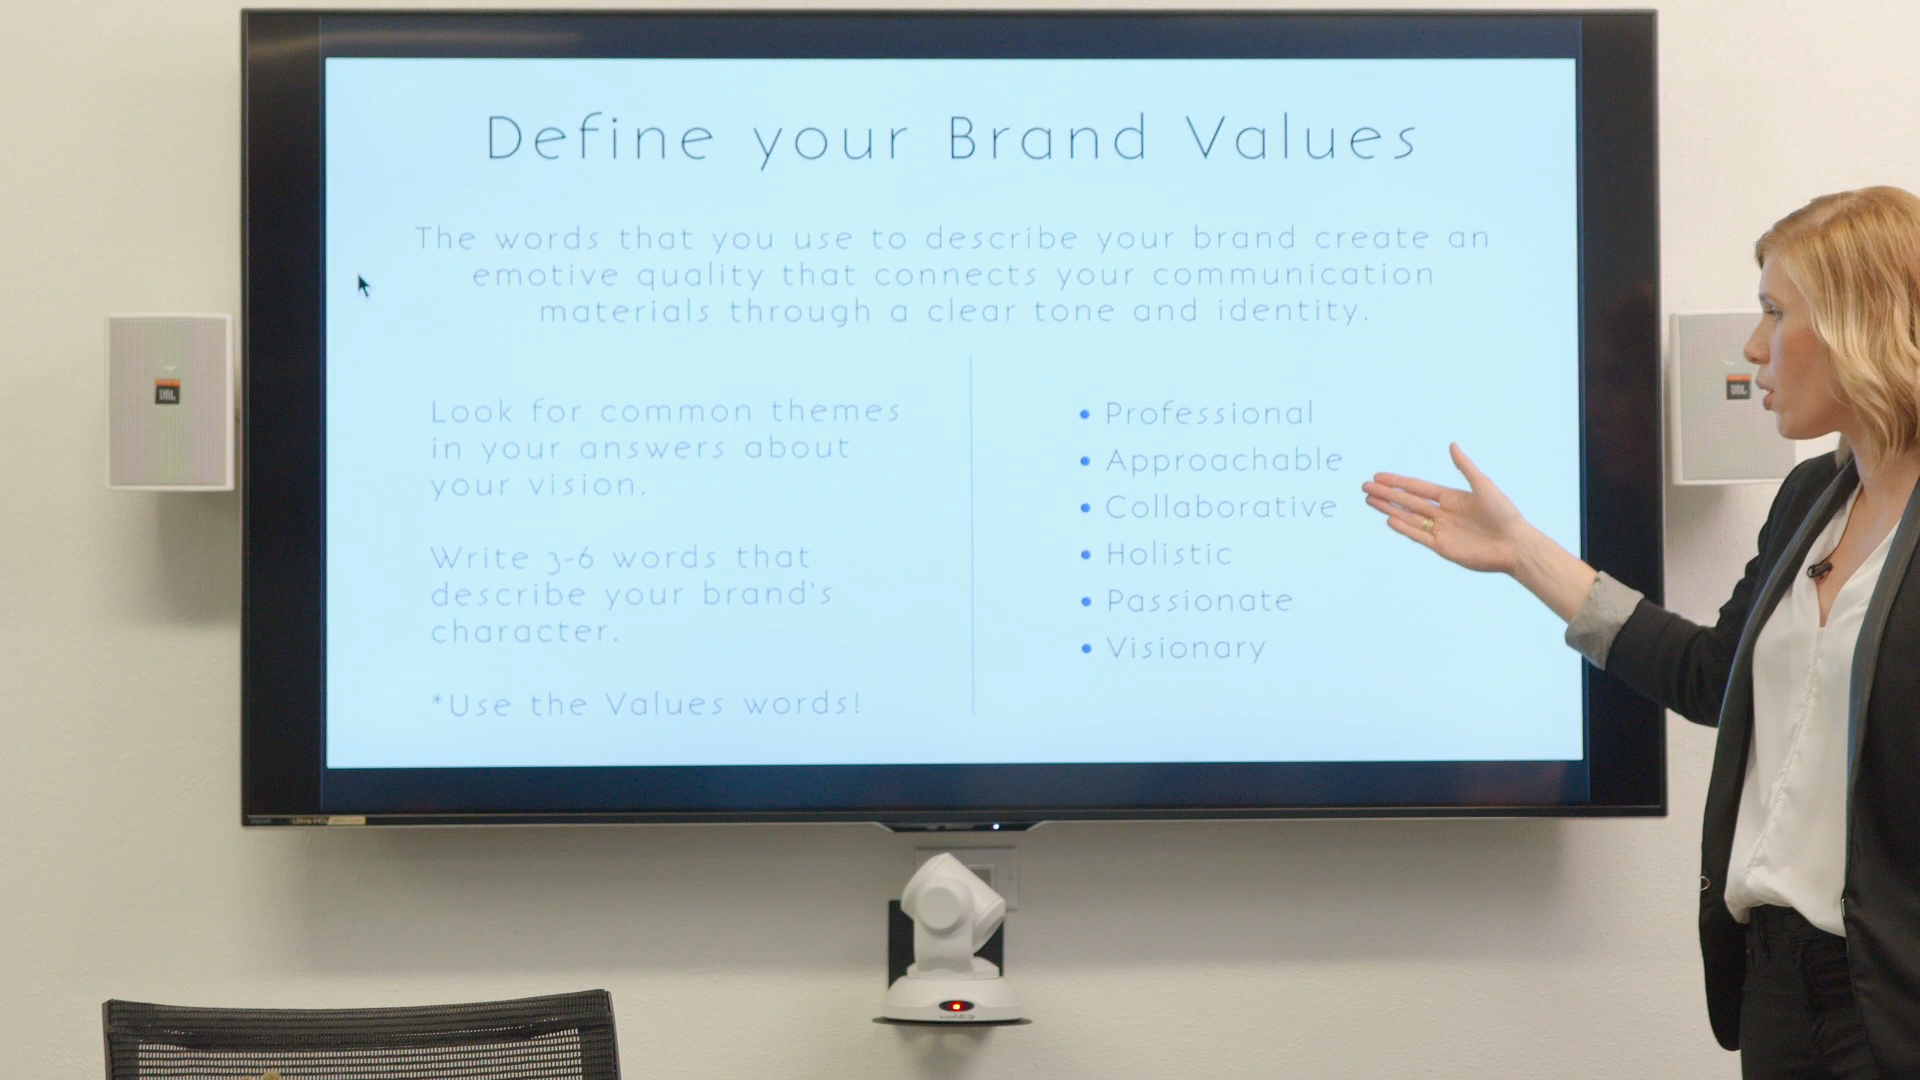 Define your Brand Values
The words that you use to describe your brand create an
emotive quality that connects your communication
materials through a clear tone and identity.
Look for common themes
in your answers about
your vision.
Write 3-6 words that
describe your brand's
character.
*Use the Values words!
• Professional
• Approachable
• Collaborative
• Holistic
• Passionate
• Visionary
JBL
JBL